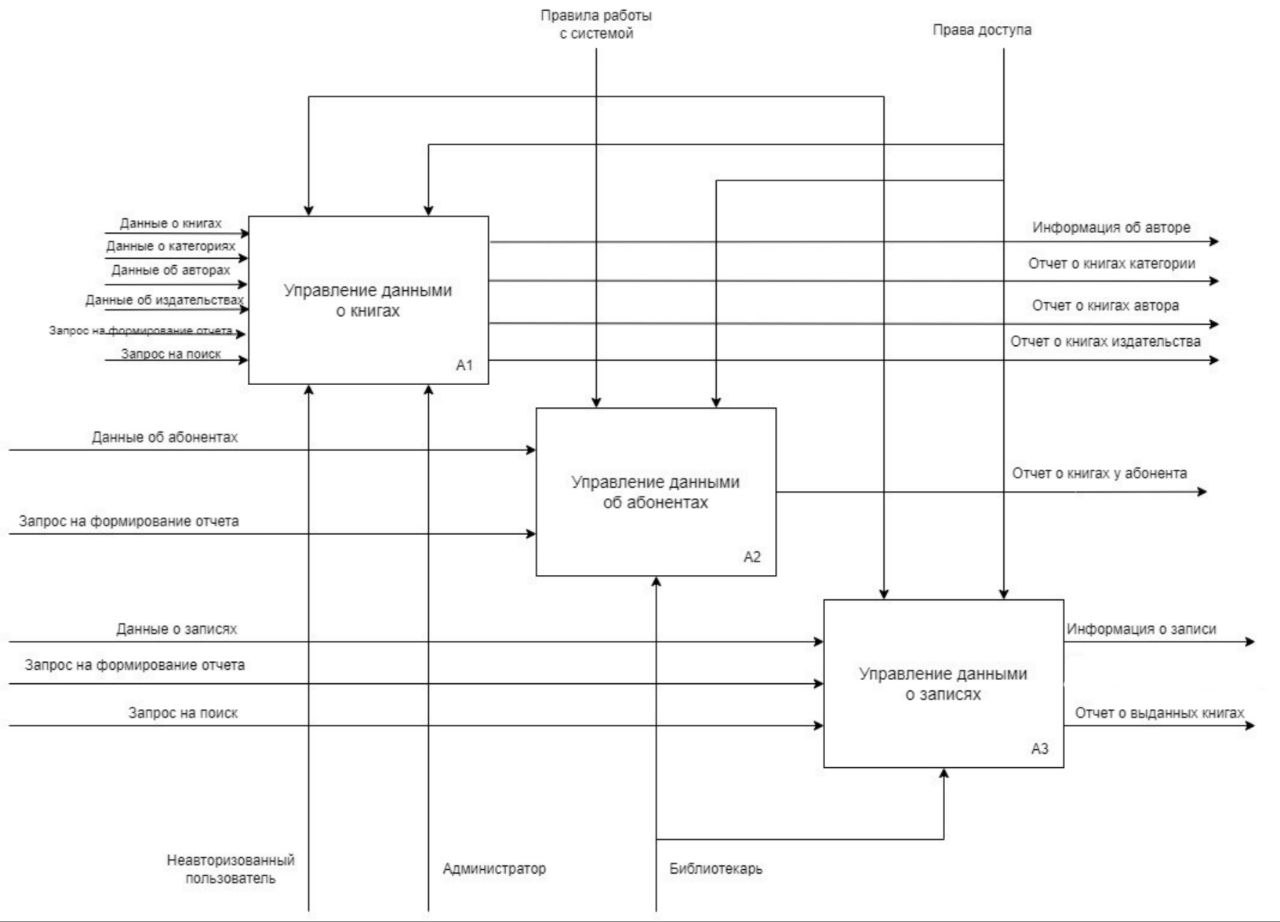 Правила работы
с системой
Права доступа
Данные о книгах
Данные о категориях
Данные об авторах
Данные об издательствах
Запрос на формирование отчета
Запрос на поиск
Управление данными
о книгах
A1
Информация об авторе
Отчет о книгах категории
Отчет о книгах автора
Отчет о книгах издательства
Данные об абонентах
Запрос на формирование отчета
Управление данными
об абонентах
A2
Отчет о книгах у абонента
Данные о записях
Запрос на формирование отчета
Запрос на поиск
Управление данными
о записях
A3
Информация о записи
Отчет о выданных книгах
Неавторизованный
пользователь
Администратор
Библиотекарь